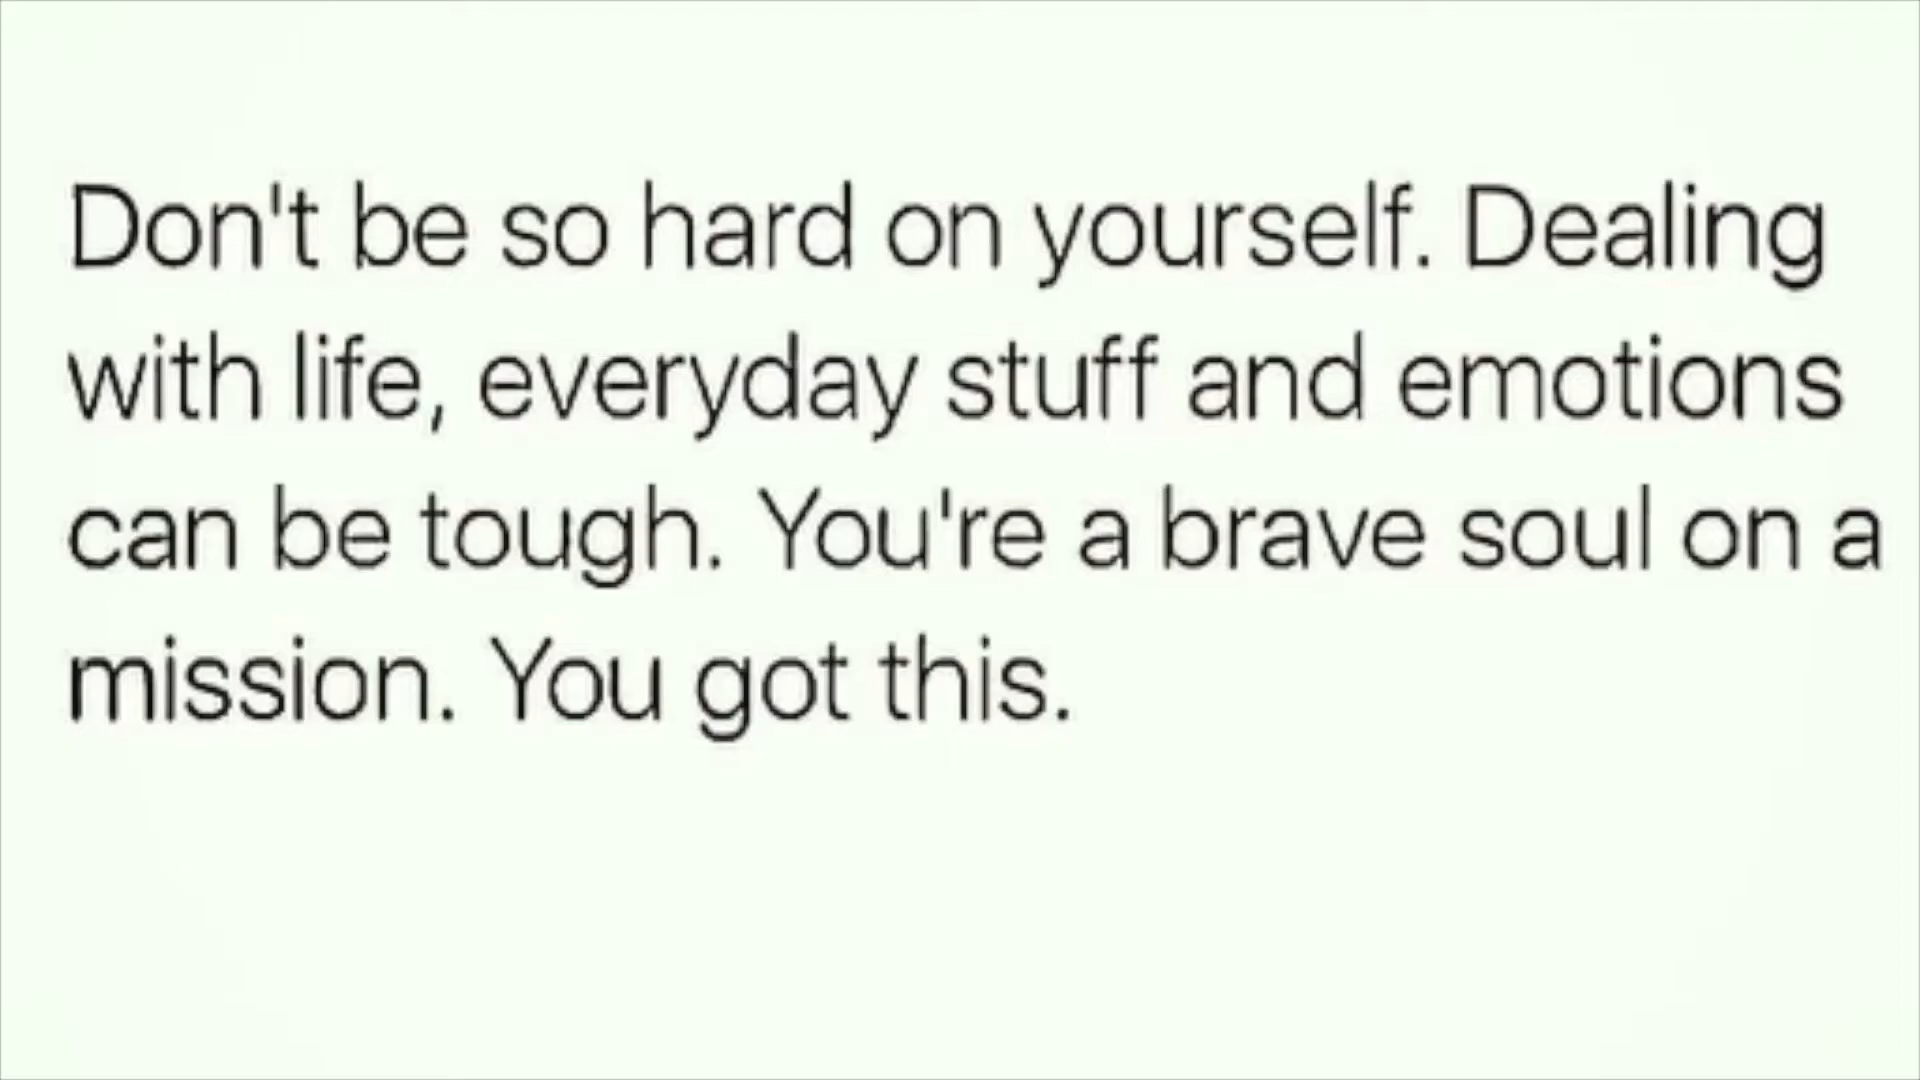 Don't be so hard on yourself. Dealing
with life, everyday stuff and emotions
can be tough. You're a brave soul on a
mission. You got this.